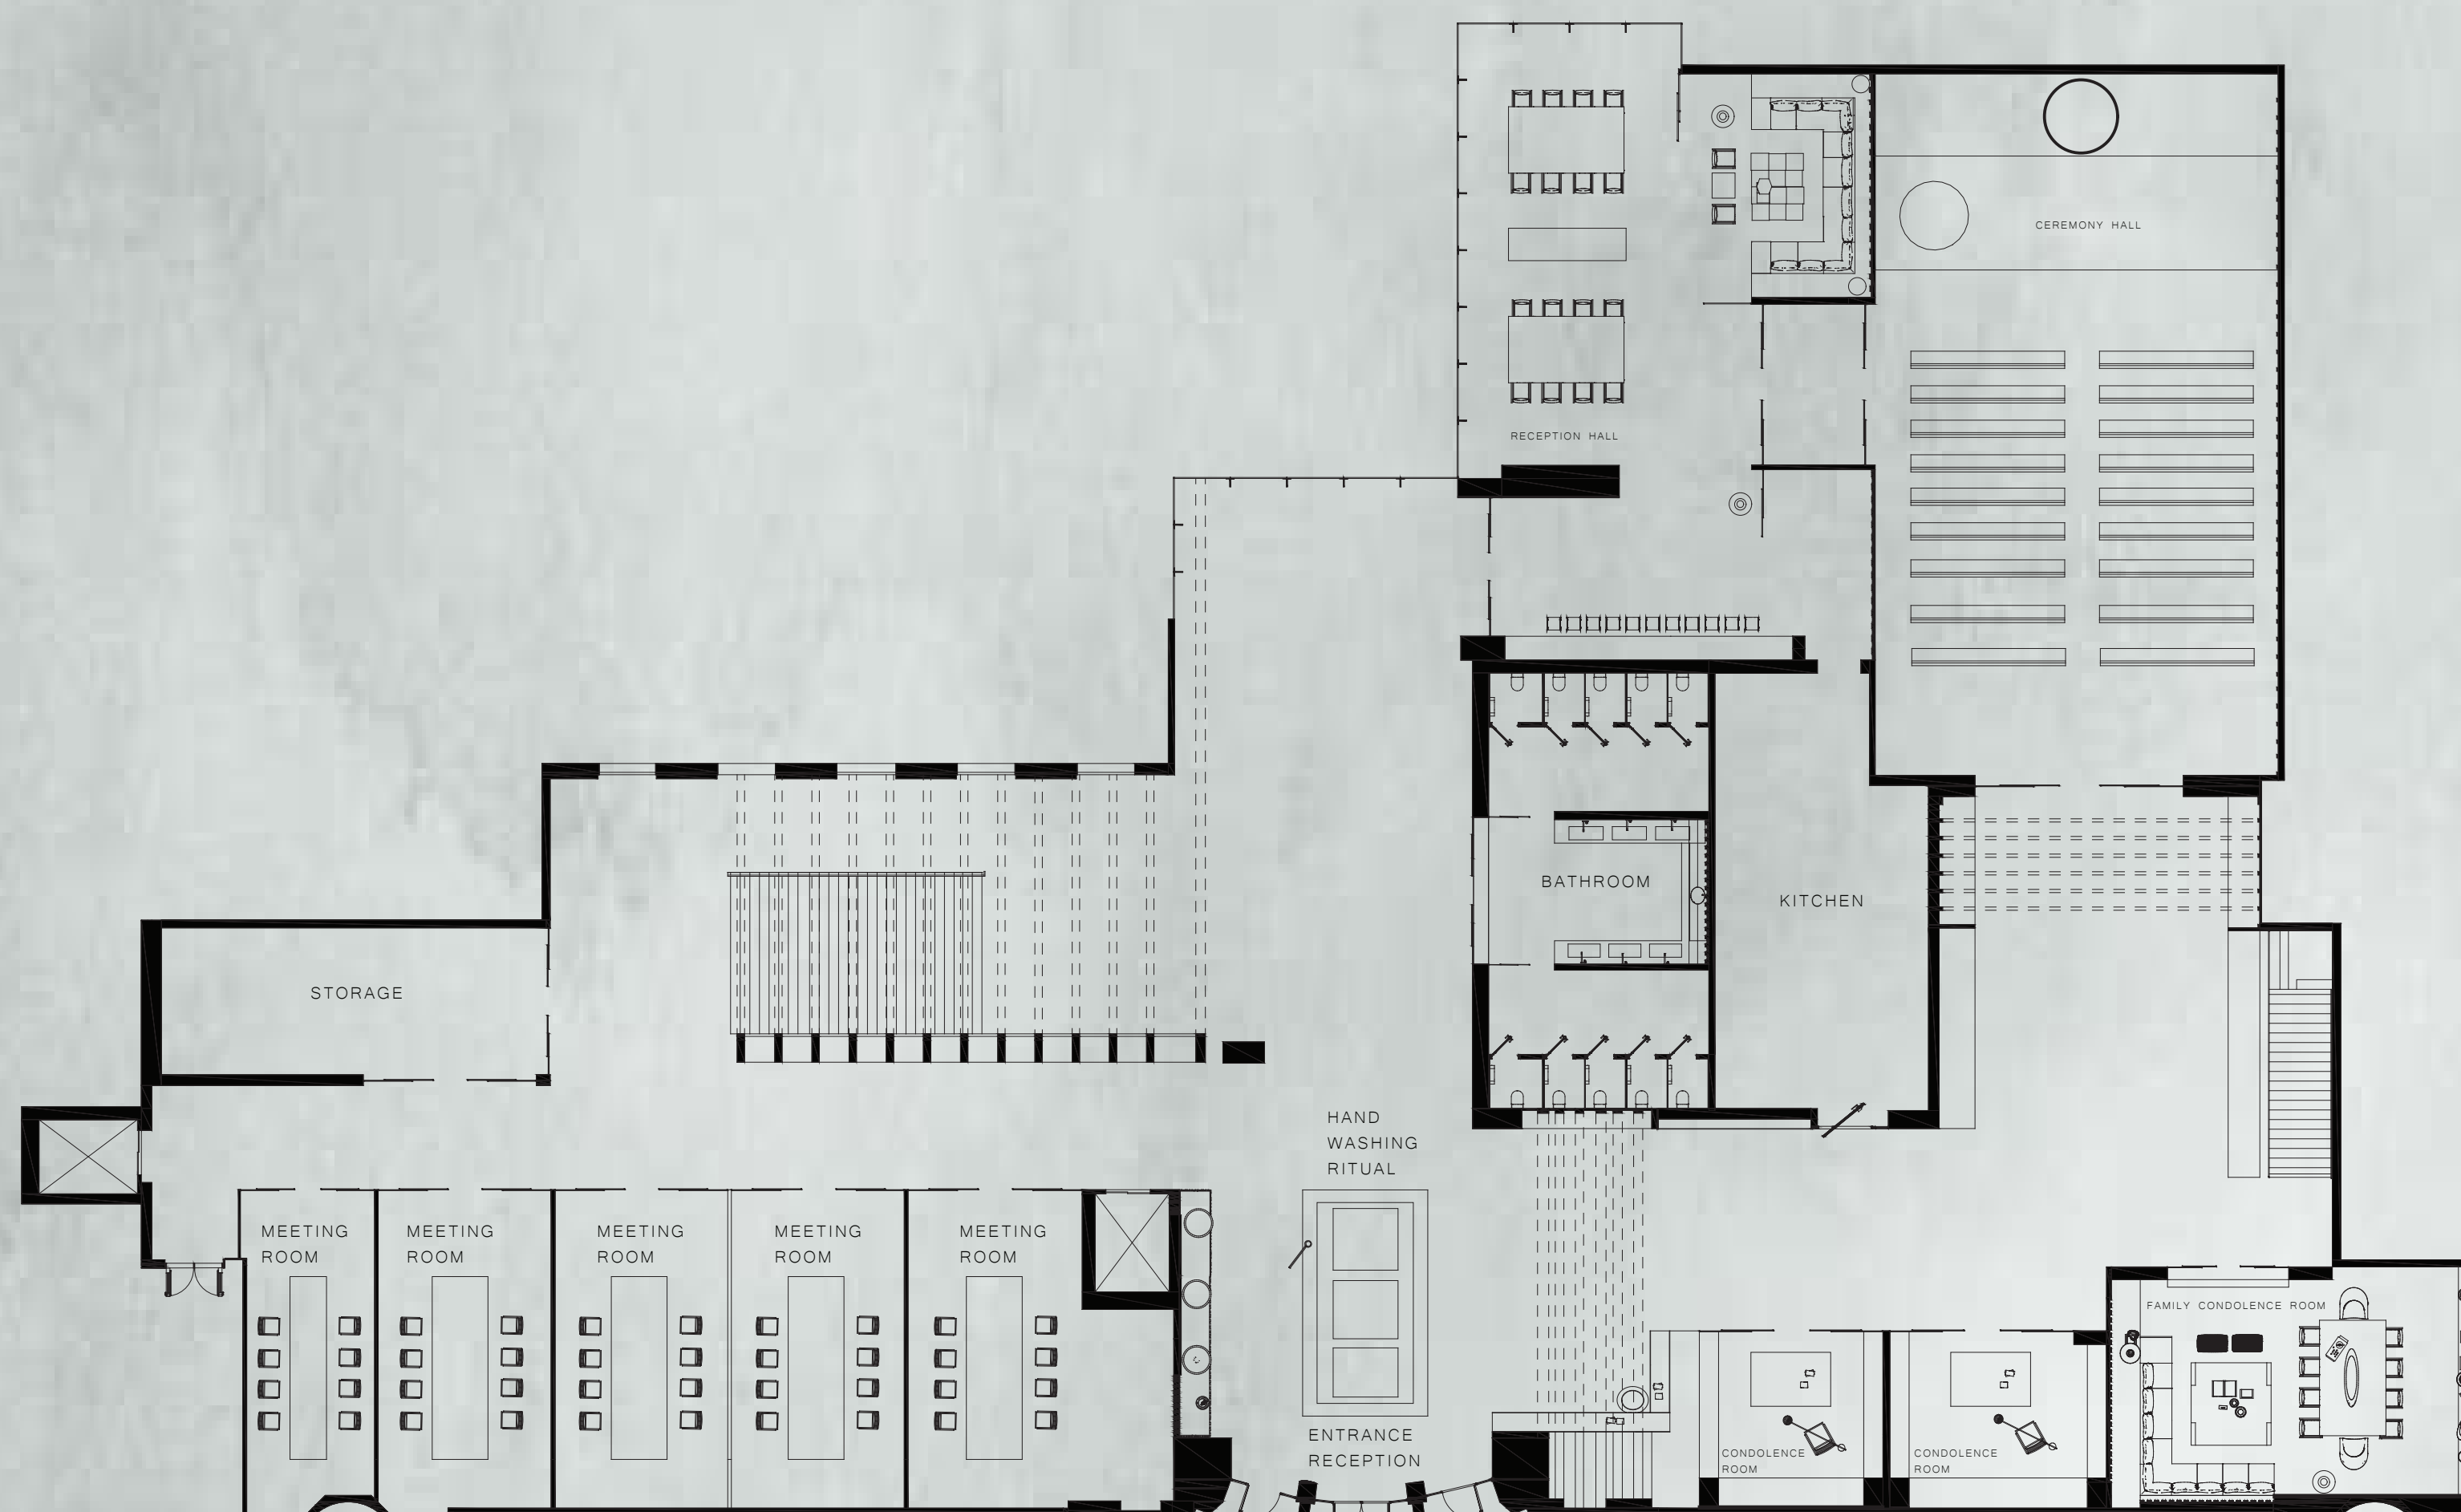 CEREMONY HALL
RECEPTION HALL
BATHROOM
KITCHEN
STORAGE
HAND
WASHING
RITUAL
MEETING
ROOM
MEETING
ROOM
MEETING
ROOM
MEETING
ROOM
MEETING
ROOM
FAMILY CONDOLENCE ROOM
ENTRANCE
RECEPTION
CONDOLENCE
ROOM
CONDOLENCE
ROOM